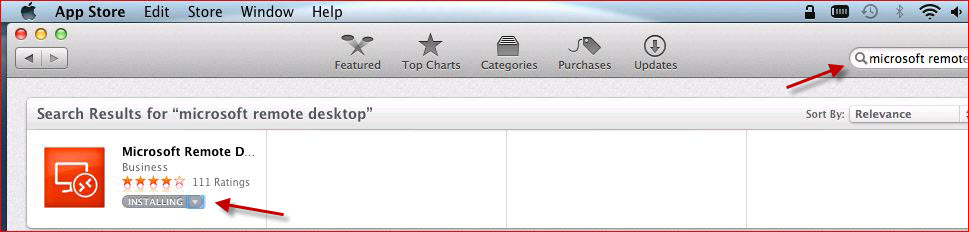 App Store Edit Store Window Help
Featured Top Charts Categories Purchases Updates
microsoft remote
Search Results for “microsoft remote desktop”
Sort By: Relevance
Microsoft Remote D...
Business
111 Ratings
INSTALLING